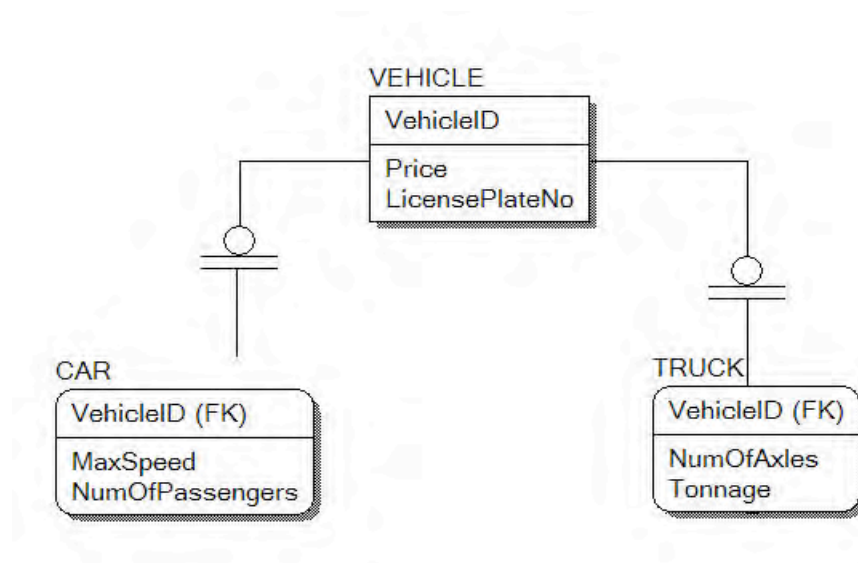 VEHICLE
VehicleID
Price
LicensePlateNo
CAR
VehicleID (FK)
MaxSpeed
NumOfPassengers
TRUCK
VehicleID (FK)
NumOfAxles
Tonnage